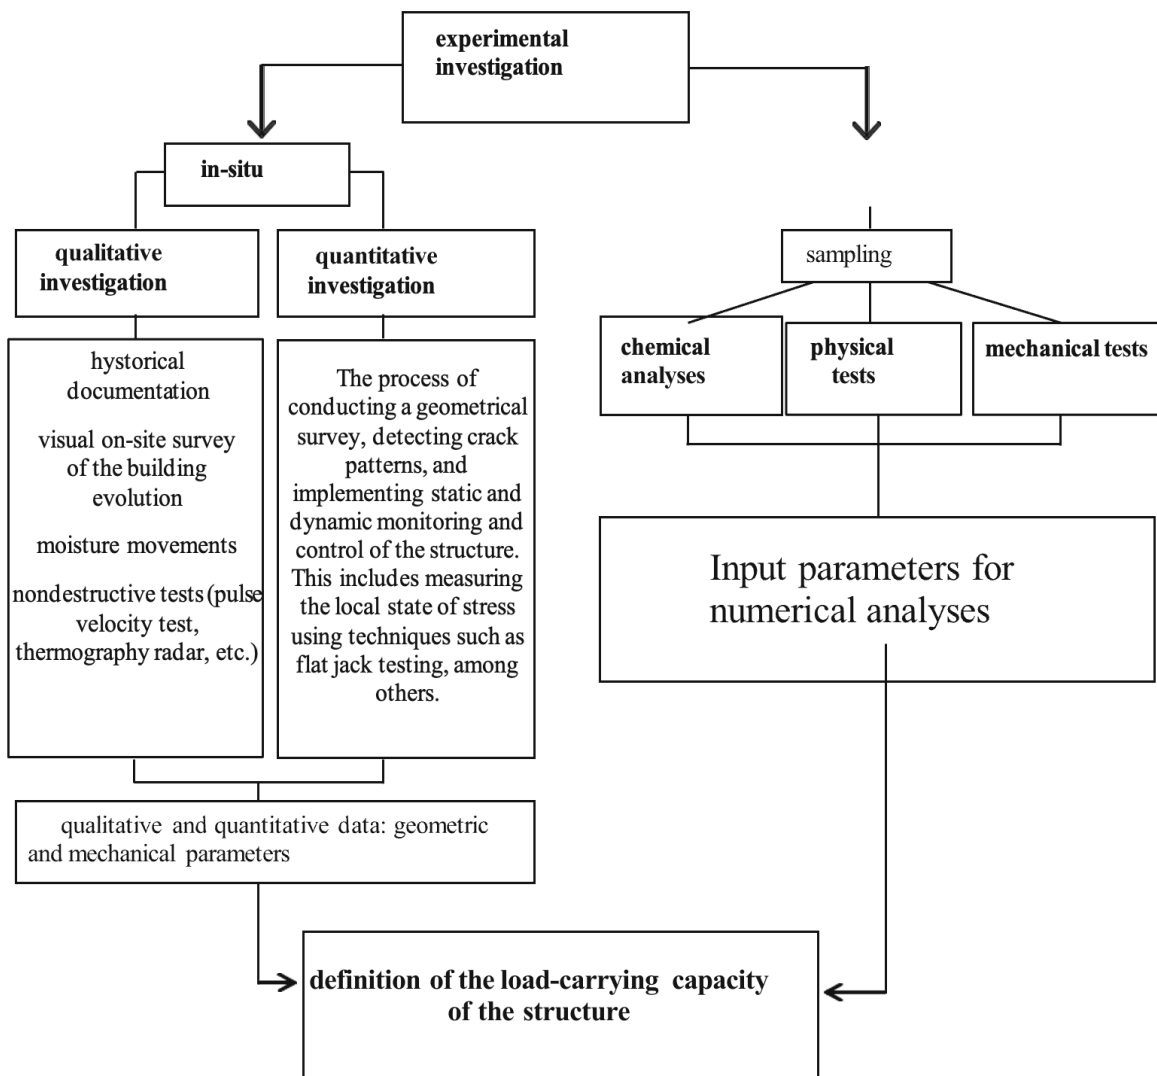 experimental
investigation
in-situ
qualitative
investigation
quantitative
investigation
hystorical
documentation
visual on-site survey
of the building
evolution
moisture movements
nondestructive tests (pulse
velocity test,
thermography radar, etc.)
The process of
conducting a geometrical
survey, detecting crack
patterns, and
implementing static and
dynamic monitoring and
control of the structure.
This includes measuring
the local state of stress
using techniques such as
flat jack testing, among
others.
qualitative and quantitative data: geometric
and mechanical parameters
sampling
chemical
analyses
physical
tests
mechanical tests
Input parameters for
numerical analyses
definition of the load-carrying capacity
of the structure